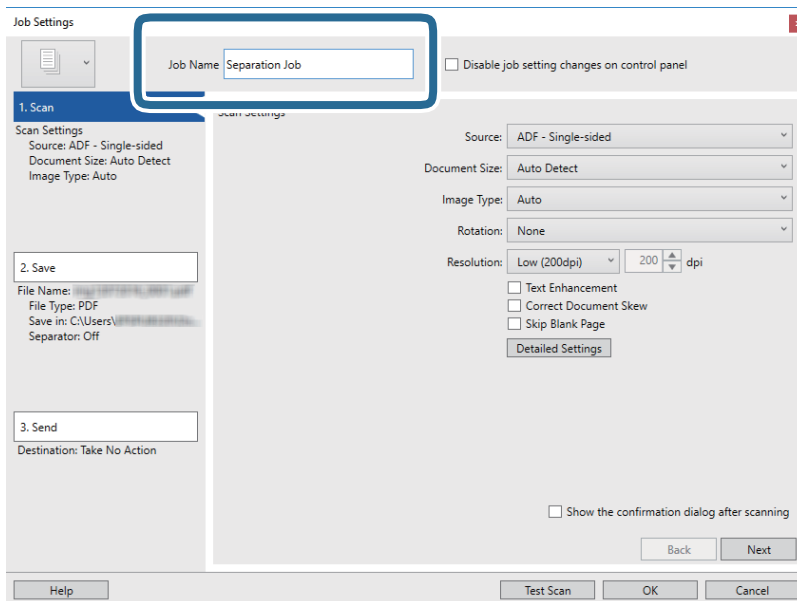 Job Settings
Job Name Separation Job
Disable job setting changes on control panel
1. Scan
Scan Settings
Source: ADF - Single-sided
Document Size: Auto Detect
Image Type: Auto
2. Save
File Name:
File Type: PDF
Save in: C:\Users\
Separator: Off
3. Send
Destination: Take No Action
Scan Settings
Source: ADF - Single-sided
Document Size: Auto Detect
Image Type: Auto
Rotation: None
Resolution: Low (200dpi) 200 dpi
Text Enhancement
Correct Document Skew
Skip Blank Page
Detailed Settings
Show the confirmation dialog after scanning
Back Next
Help Test Scan OK Cancel